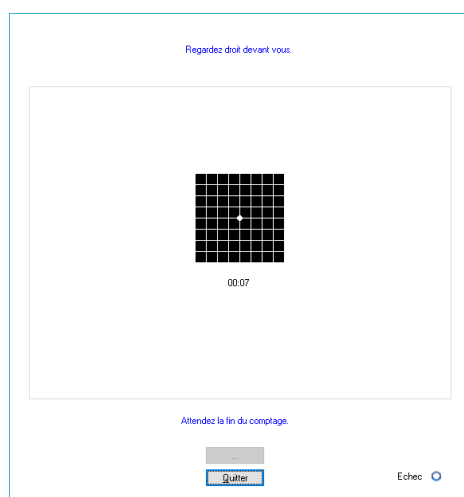 Regardez droit devant vous.
00:07
Attendez la fin du comptage.
...
Quitter
Echec